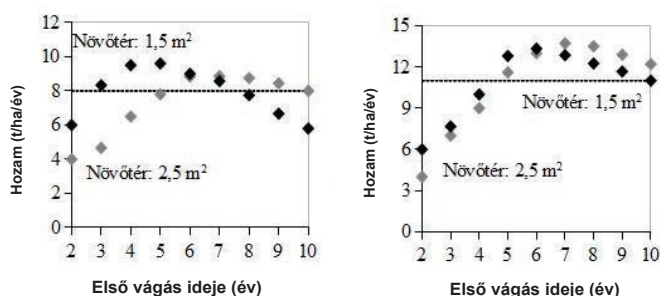 12
10
8
6
4
2
0
Hozam (t/ha/év)
Növőtér: 1,5 m²
Növőtér: 2,5 m²
2 3 4 5 6 7 8 9 10
Első vágás ideje (év)
15
12
9
6
3
0
Hozam (t/ha/év)
Növőtér: 1,5 m²
Növőtér: 2,5 m²
2 3 4 5 6 7 8 9 10
Első vágás ideje (év)